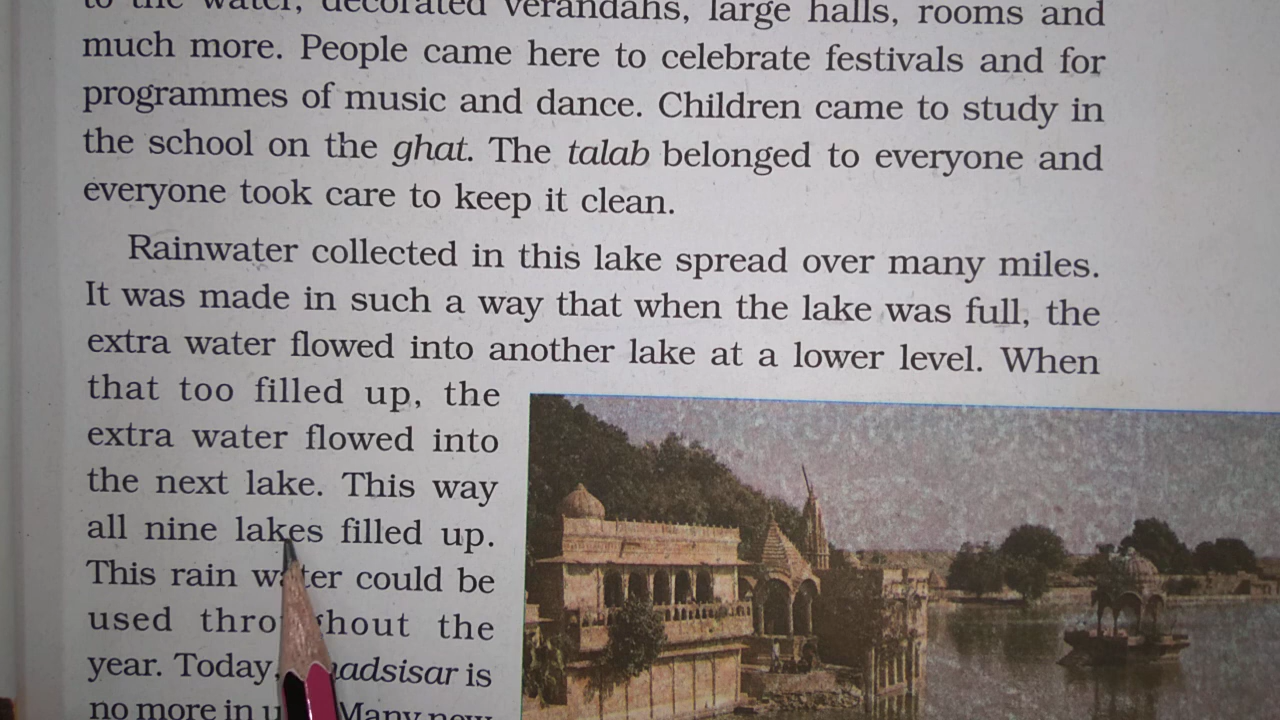 to the water, decorated verandahs, large halls, rooms and
much more. People came here to celebrate festivals and for
programmes of music and dance. Children came to study in
the school on the ghat. The talab belonged to everyone and
everyone took care to keep it clean.
Rainwater collected in this lake spread over many miles.
It was made in such a way that when the lake was full, the
extra water flowed into another lake at a lower level. When
that too filled up, the
extra water flowed into
the next lake. This way
all nine lakes filled up.
This rain water could be
used throughout the
year. Today, is
no more in Many now